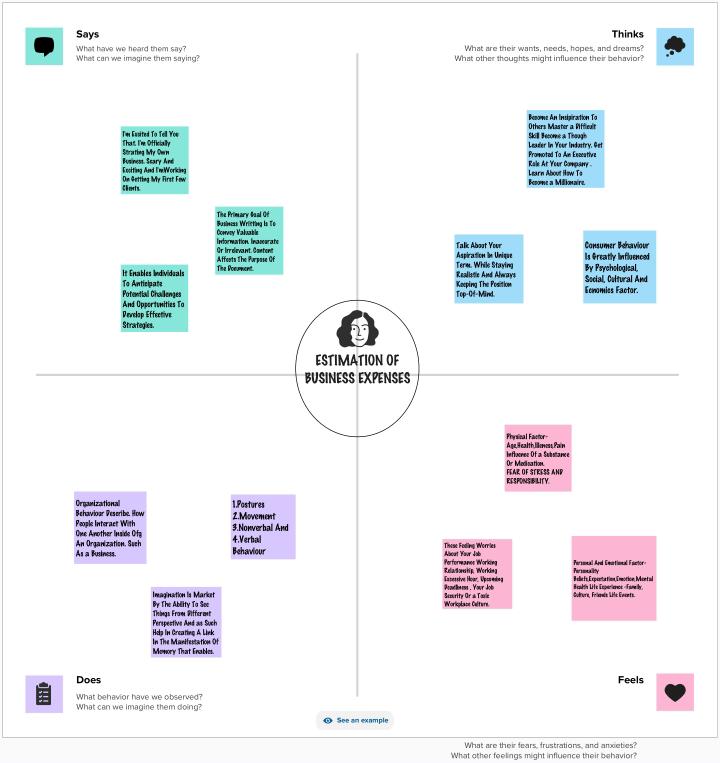 Says
What have we heard them say?
What can we imagine them saying?
Thinks
What are their wants, needs, hopes, and dreams?
What other thoughts might influence their behavior?
I'm Exited To Tell You
That. I'm Officially
Strating My Own
Business. Scary And
Exciting And I'mWorking
On Getting My First Few
Clients.
The Primary Goal Of
Business Writting Is To
Convey Valuable
Information. Inaccurate
Or Irrelevant. Content
Affects The Purpose Of
The Document.
It Enables Individuals
To Anticipate
Potential Challenges
And Opportunities To
Develop Effective
Strategies.
Become An Insipiration To
Others Master a Difficult
Skill Become a Though
Leader In Your Industry. Get
Promoted To An Executive
Role At Your Company .
Learn About How To
Become a Millionaire.
Talk About Your
Aspiration In Unique
Term. While Staying
Realistic And Always
Keeping The Position
Top-Of-Mind.
Consumer Behaviour
Is Greatly Influenced
By Psychological,
Social, Cultural And
Ecnomics Factor.
ESTIMATION OF
BUSINESS EXPENSES
Organizational
Behaviour Describe. How
People Interact With
One Another Inside Ofg
An Organization. Such
As a Business.
1.Postures
2.Movement
3.Nonverbal And
4.Verbal
Behaviour
Imagination Is Market
By The Ability To See
Things From Different
Perspective And as Such
Help In Creating A Link
In The Manifestation Of
Memory That Enables.
Physical Factor-
Age,Health,Illeness,Pain
Influence Of a Substance
Or Medication.
FEAR OF STRESS AND
RESPONSIBILITY.
These Feding Worries
About Your Job
Performance Working
Relationship, Working
Excessive Hour, Upcoming
Deadliness , Your Job
Security Or a Toxic
Workplace Culture.
Personal And Emotional Factor-
Personality
Beliefs,Expertation,Emotion,Mental
Health Life Experience -Family,
Culture, Friends Life Events.
Does
What behavior have we observed?
What can we imagine them doing?
Feels
See an example
What are their fears, frustrations, and anxieties?
What other feelings might influence their behavior?